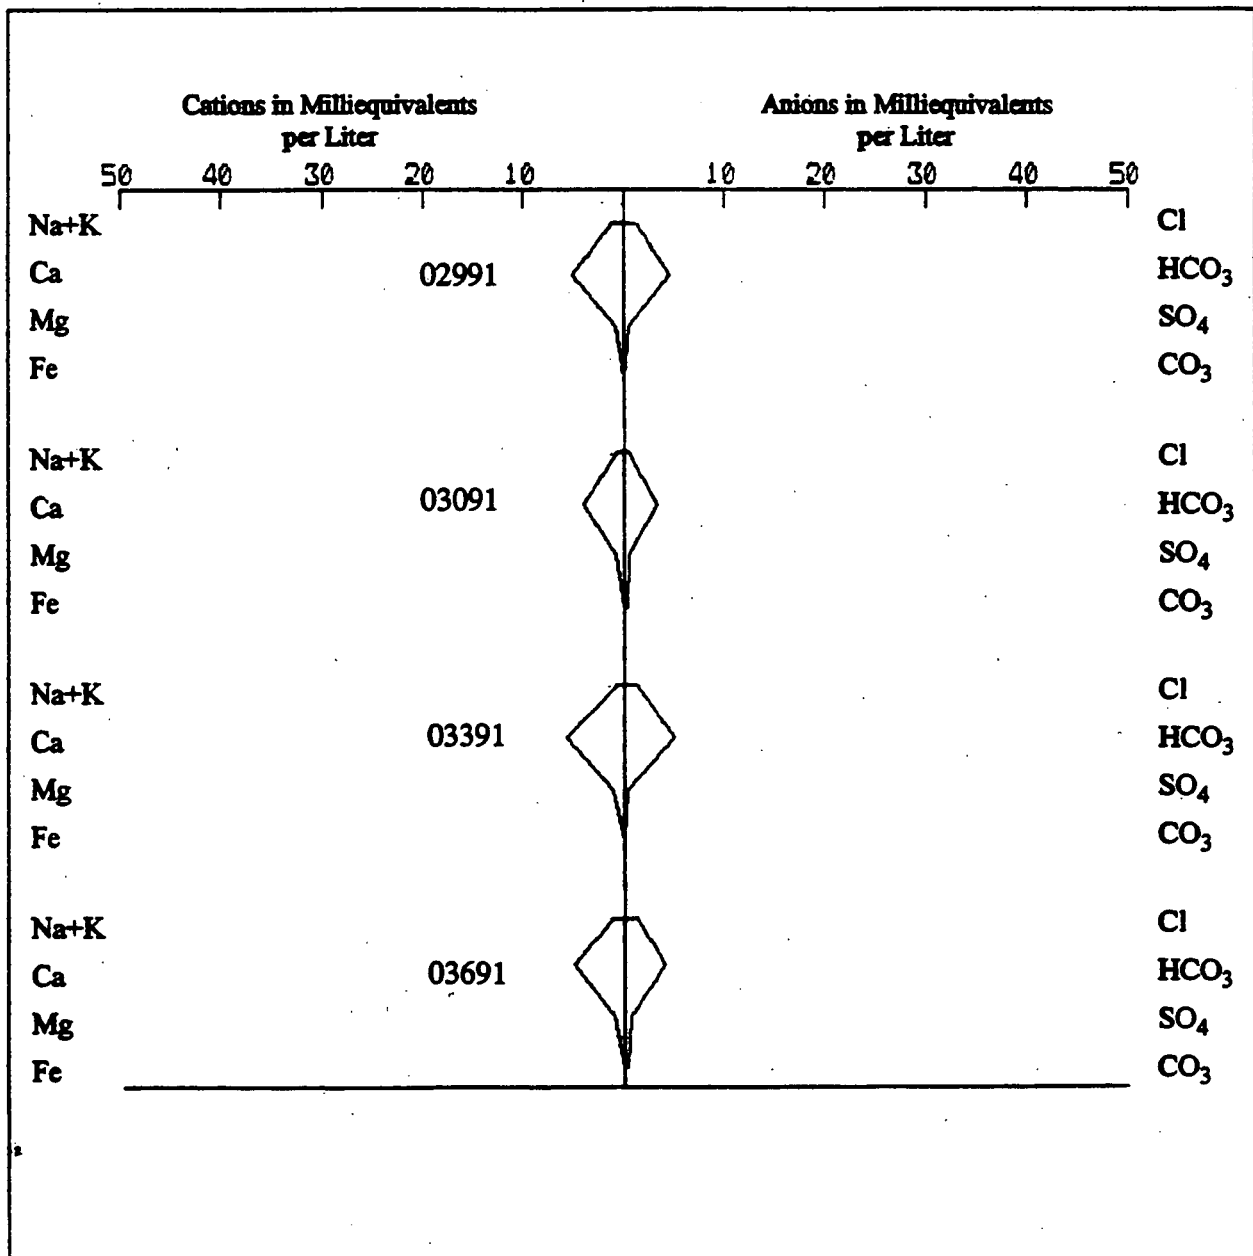 Cations in Milliequivalents
per Liter
Anions in Milliequivalents
per Liter
50 40 30 20 10 10 20 30 40 50
Na+K Cl
Ca 02991 HCO₃
Mg SO₄
Fe CO₃
Na+K Cl
Ca 03091 HCO₃
Mg SO₄
Fe CO₃
Na+K Cl
Ca 03391 HCO₃
Mg SO₄
Fe CO₃
Na+K Cl
Ca 03691 HCO₃
Mg SO₄
Fe CO₃